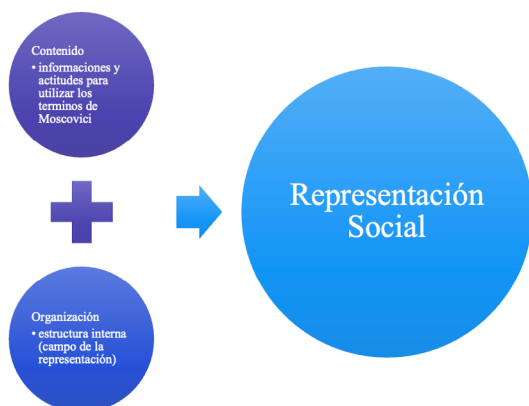 Contenido
• informaciones y
actitudes para
utilizar los
terminos de
Moscovici
Organización
• estructura interna
(campo de la
representación)
Representación
Social